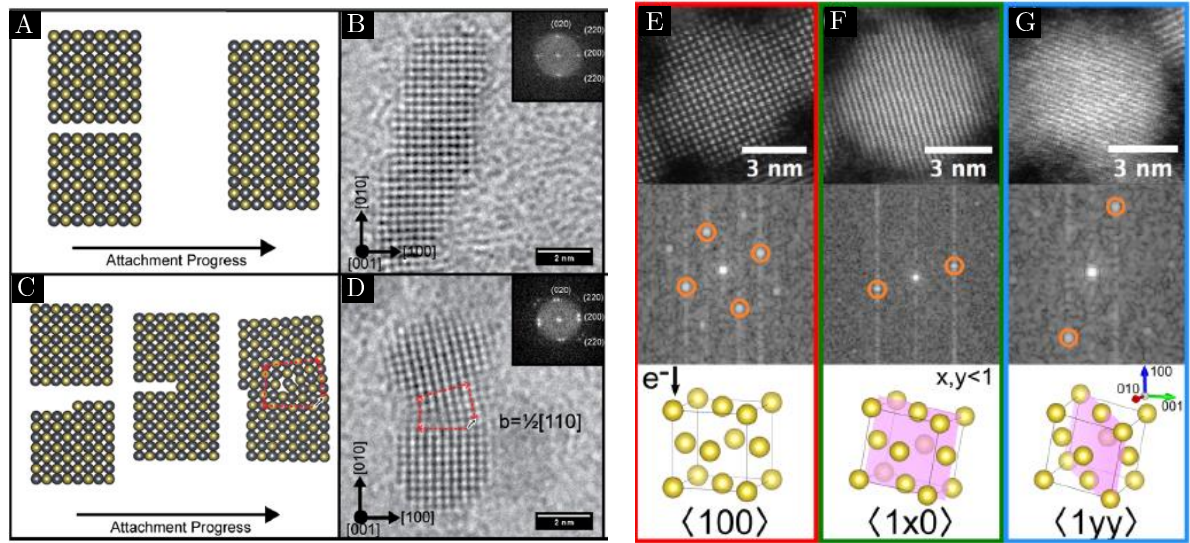 A
Attachment Progress
B
(020)
(220)
(200)
(220)
[010]
[001]
[100]
2 nm
C
Attachment Progress
D
(020)
(220)
(200)
(220)
b=½[110]
[010]
[001]
[100]
2 nm
E
3 nm
e⁻
⟨100⟩
F
3 nm
x,y<1
⟨1x0⟩
G
3 nm
100
010
001
⟨1yy⟩